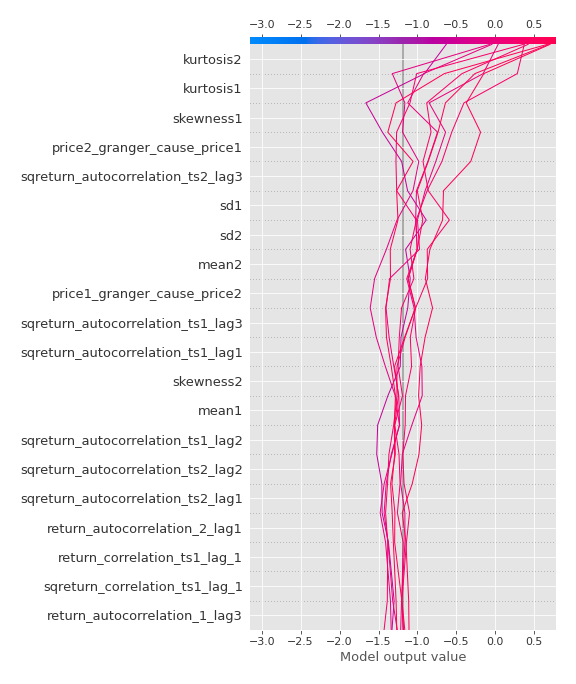 −3.0 −2.5 −2.0 −1.5 −1.0 −0.5 0.0 0.5
kurtosis2
kurtosis1
skewness1
price2_granger_cause_price1
sqreturn_autocorrelation_ts2_lag3
sd1
sd2
mean2
price1_granger_cause_price2
sqreturn_autocorrelation_ts1_lag3
sqreturn_autocorrelation_ts1_lag1
skewness2
mean1
sqreturn_autocorrelation_ts1_lag2
sqreturn_autocorrelation_ts2_lag2
sqreturn_autocorrelation_ts2_lag1
return_autocorrelation_2_lag1
return_correlation_ts1_lag_1
sqreturn_correlation_ts1_lag_1
return_autocorrelation_1_lag3
−3.0 −2.5 −2.0 −1.5 −1.0 −0.5 0.0 0.5
Model output value